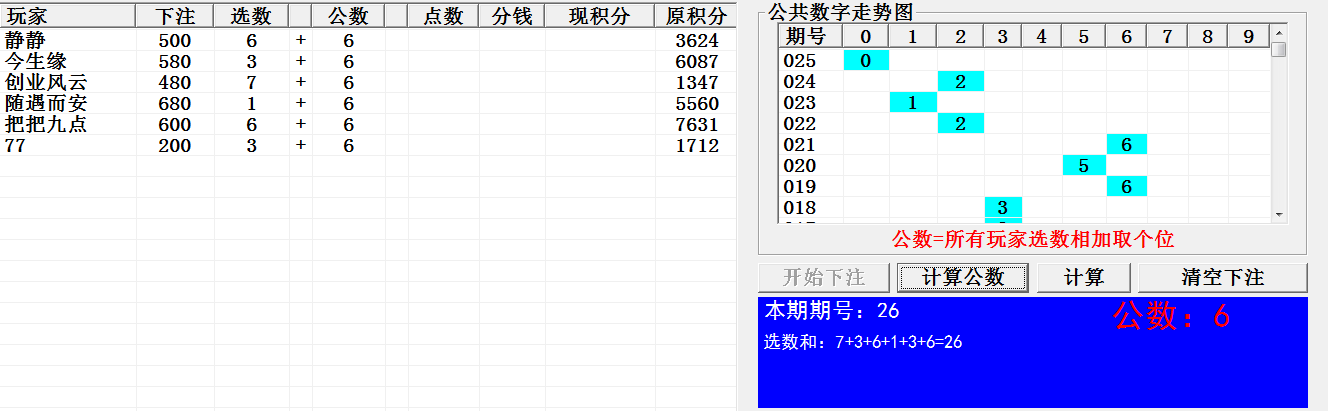 玩家 下注 选数 公数 点数 分钱 现积分 原积分
静静 500 6 + 6 3624
今生缘 580 3 + 6 6087
创业风云 480 7 + 6 1347
随遇而安 680 1 + 6 5560
把把九点 600 6 + 6 7631
77 200 3 + 6 1712
公共数字走势图
期号 0 1 2 3 4 5 6 7 8 9
025 0
024 2
023 1
022 2
021 6
020 5
019 6
018 3
公数=所有玩家选数相加取个位
开始下注 计算公数 计算 清空下注
本期期号：26 公数：6
选数和：7+3+6+1+3+6=26